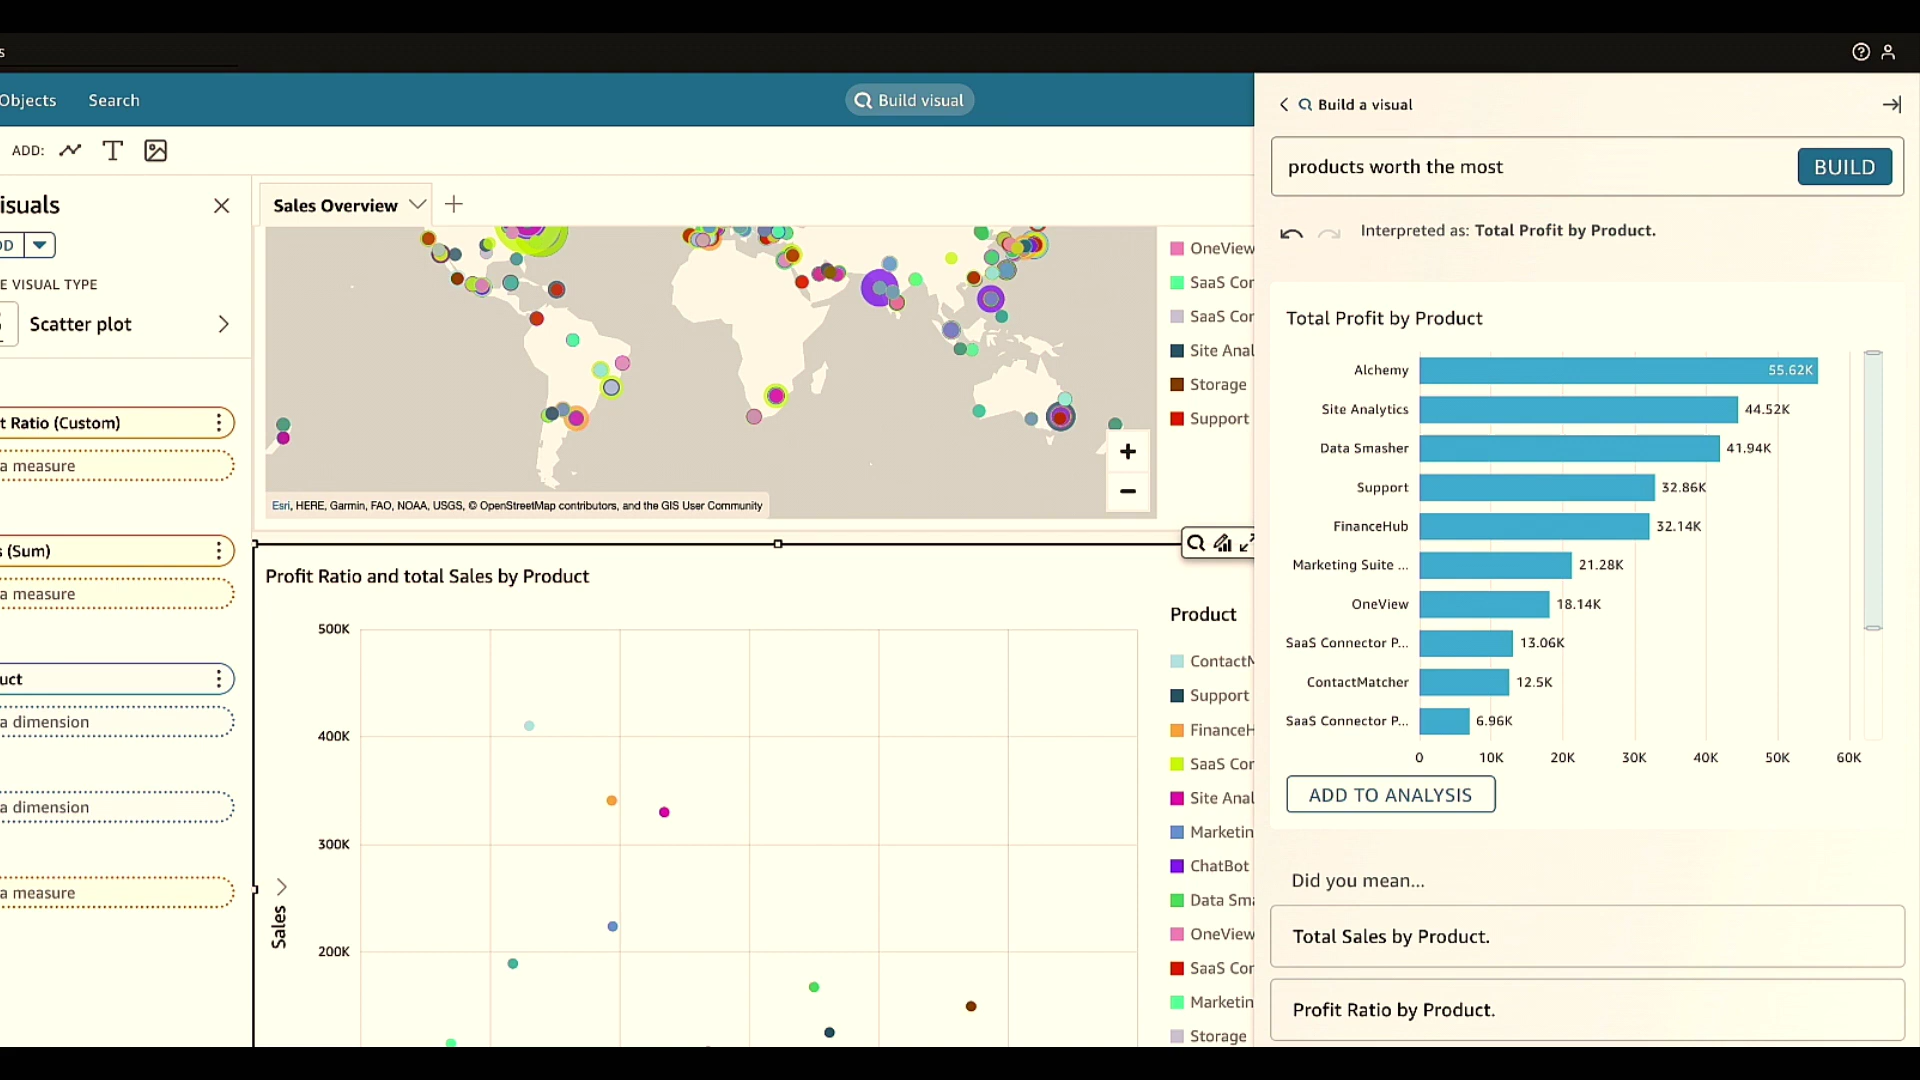 s
Objects
Search
Build visual
ADD:
isuals
DD
E VISUAL TYPE
Scatter plot
t Ratio (Custom)
a measure
s (Sum)
a measure
uct
a dimension
a dimension
a measure
Sales Overview
OneView
SaaS Cor
SaaS Cor
Site Anal
Storage
Support
Esri, HERE, Garmin, FAO, NOAA, USGS, © OpenStreetMap contributors, and the GIS User Community
Profit Ratio and total Sales by Product
500K
400K
300K
200K
Sales
Product
ContactM
Support
FinanceH
SaaS Cor
Site Anal
Marketin
ChatBot
Data Sma
OneView
SaaS Cor
Marketin
Storage
Build a visual
products worth the most
BUILD
Interpreted as: Total Profit by Product.
Total Profit by Product
Alchemy 55.62K
Site Analytics 44.52K
Data Smasher 41.94K
Support 32.86K
FinanceHub 32.14K
Marketing Suite ... 21.28K
OneView 18.14K
SaaS Connector P... 13.06K
ContactMatcher 12.5K
SaaS Connector P... 6.96K
0 10K 20K 30K 40K 50K 60K
ADD TO ANALYSIS
Did you mean...
Total Sales by Product.
Profit Ratio by Product.